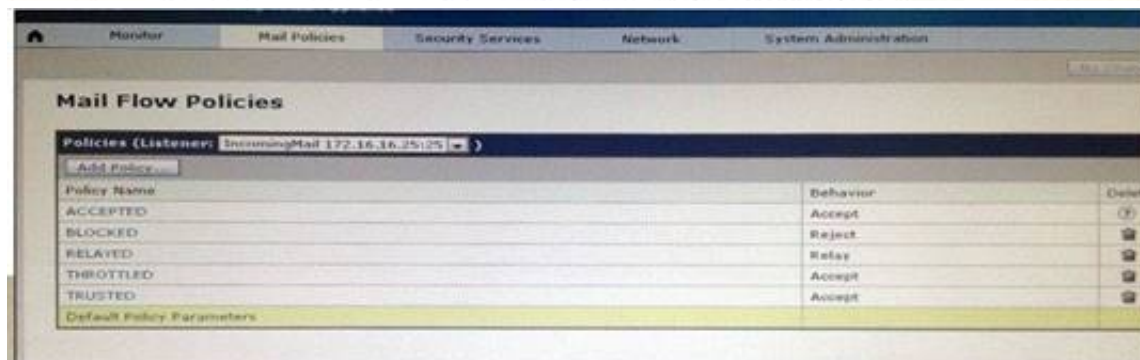 Monitor Mail Policies Security Services Network System Administration
Mail Flow Policies
Policies (Listener: IncomingMail 172.16.16.25:25 )
Add Policy...
Policy Name Behavior
ACCEPTED Accept
BLOCKED Reject
RELAYED Relay
THROTTLED Accept
TRUSTED Accept
Default Policy Parameters